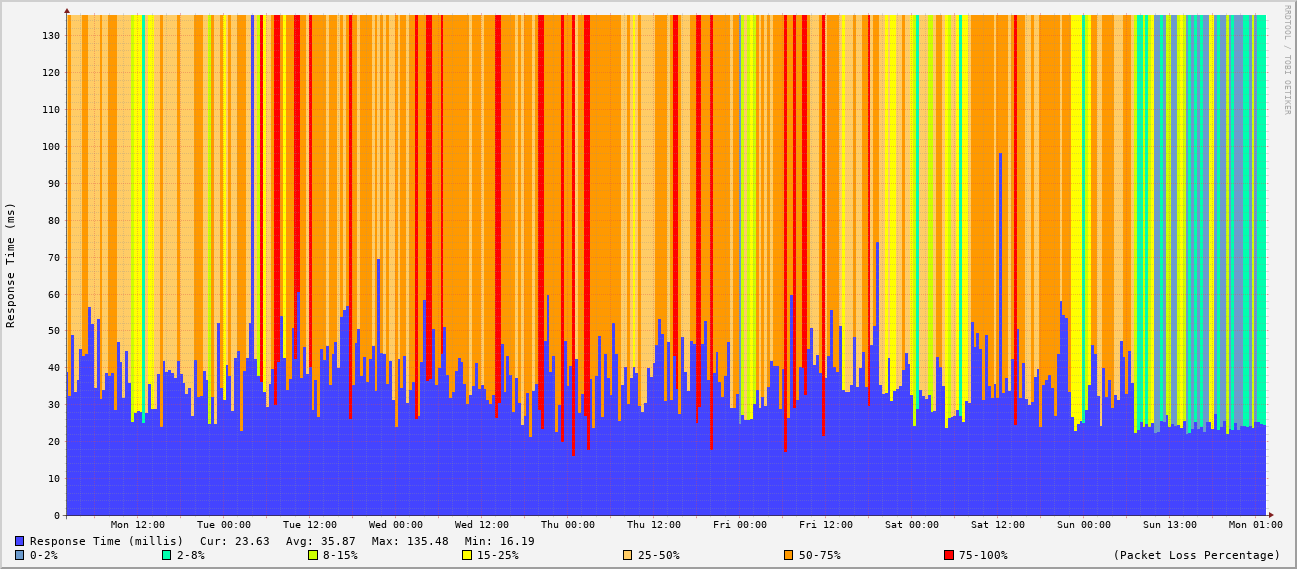 RRDTOOL / TOBI OETIKER
Response Time (ms)
130
120
110
100
90
80
70
60
50
40
30
20
10
0
Mon 12:00 Tue 00:00 Tue 12:00 Wed 00:00 Wed 12:00 Thu 00:00 Thu 12:00 Fri 00:00 Fri 12:00 Sat 00:00 Sat 12:00 Sun 00:00 Sun 13:00 Mon 01:00
Response Time (millis) Cur: 23.63 Avg: 35.87 Max: 135.48 Min: 16.19
0-2% 2-8% 8-15% 15-25% 25-50% 50-75% 75-100% (Packet Loss Percentage)